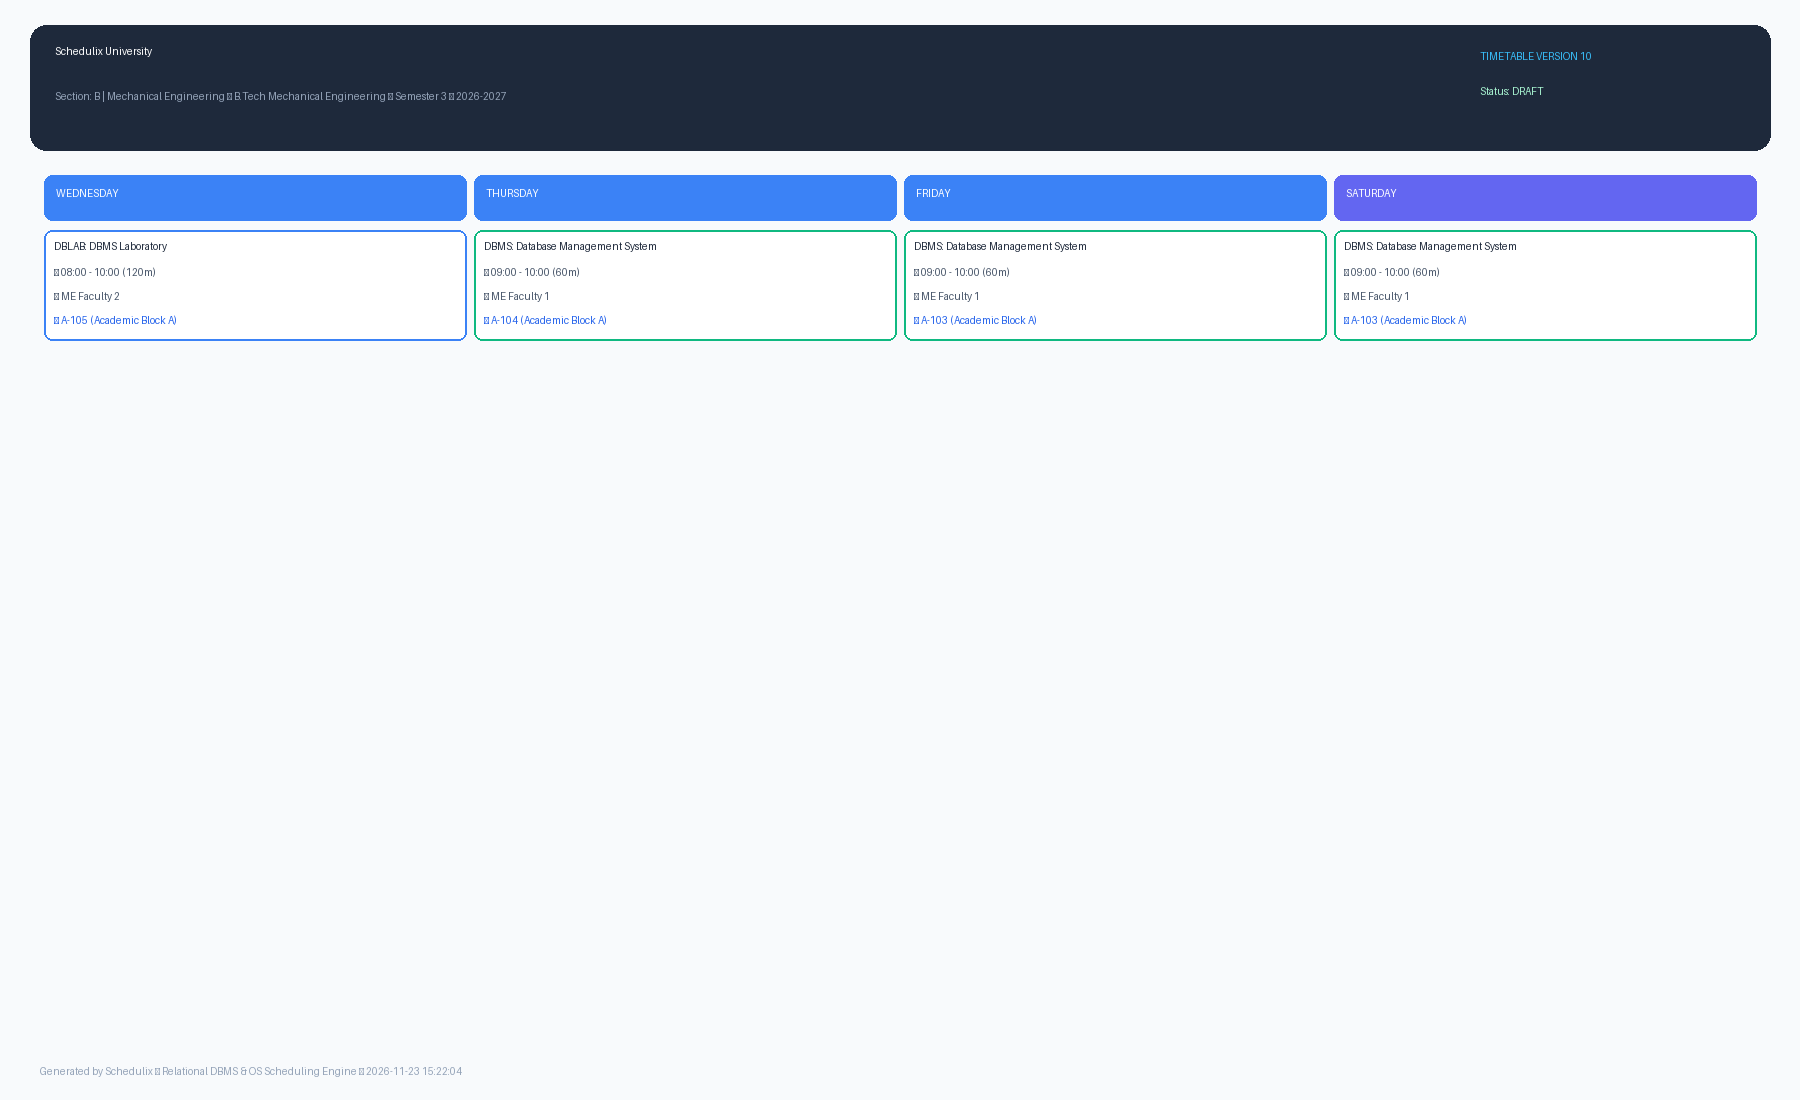 Schedulix University
TIMETABLE VERSION 10
Section: B | Mechanical Engineering ▯ B.Tech Mechanical Engineering ▯ Semester 3 ▯ 2026-2027
Status: DRAFT
WEDNESDAY
DBLAB: DBMS Laboratory
▯ 08:00 - 10:00 (120m)
▯ ME Faculty 2
▯ A-105 (Academic Block A)
THURSDAY
DBMS: Database Management System
▯ 09:00 - 10:00 (60m)
▯ ME Faculty 1
▯ A-104 (Academic Block A)
FRIDAY
DBMS: Database Management System
▯ 09:00 - 10:00 (60m)
▯ ME Faculty 1
▯ A-103 (Academic Block A)
SATURDAY
DBMS: Database Management System
▯ 09:00 - 10:00 (60m)
▯ ME Faculty 1
▯ A-103 (Academic Block A)
Generated by Schedulix ▯ Relational DBMS & OS Scheduling Engine ▯ 2026-11-23 15:22:04